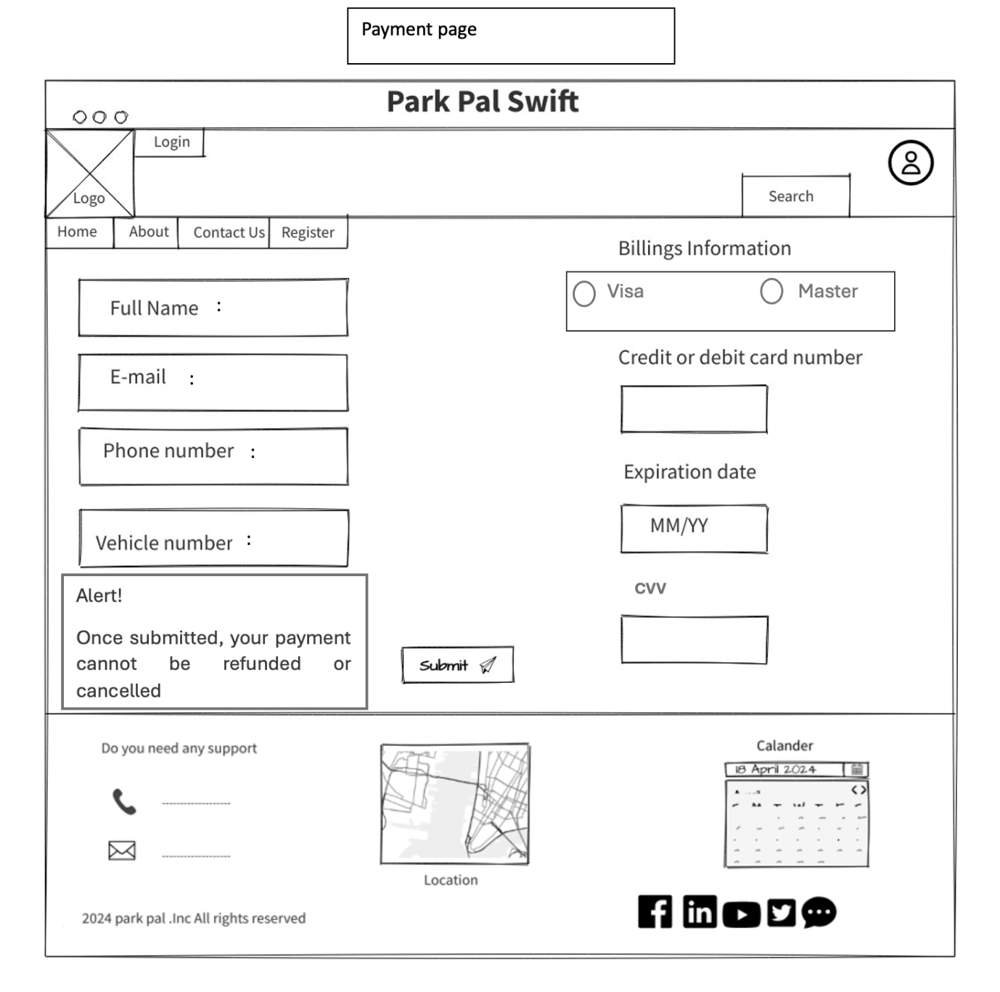 Payment page
Park Pal Swift
Login
Logo
Search
Home About Contact Us Register
Billings Information
Visa Master
Full Name :
E-mail :
Phone number :
Vehicle number :
Credit or debit card number
Expiration date
MM/YY
CVV
Alert!
Once submitted, your payment
cannot be refunded or
cancelled
Submit
Do you need any support
Location
Calander
18 April 2024
2024 park pal .Inc All rights reserved